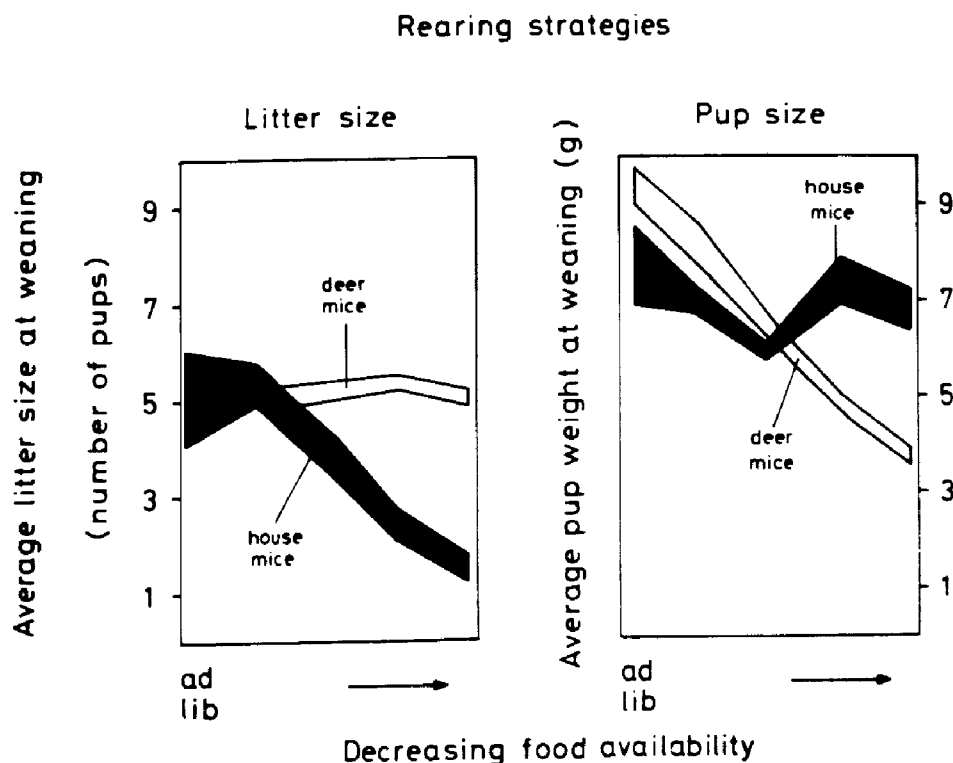 Rearing strategies
Litter size
Average litter size at weaning
(number of pups)
9
7
5
3
1
deer
mice
house
mice
ad
lib
Pup size
Average pup weight at weaning (g)
house
mice
deer
mice
9
7
5
3
1
ad
lib
Decreasing food availability